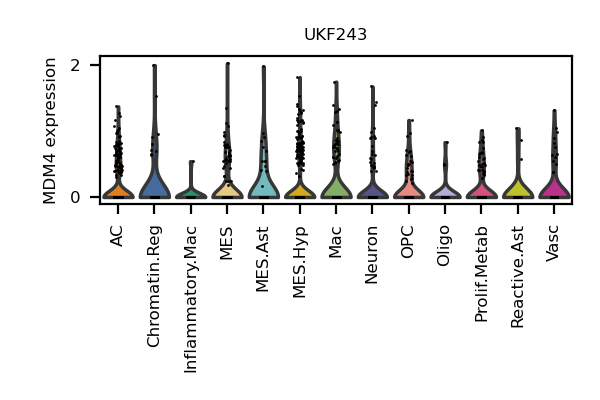 UKF243
MDM4 expression
2
0
AC
Chromatin.Reg
Inflammatory.Mac
MES
MES.Ast
MES.Hyp
Mac
Neuron
OPC
Oligo
Prolif.Metab
Reactive.Ast
Vasc